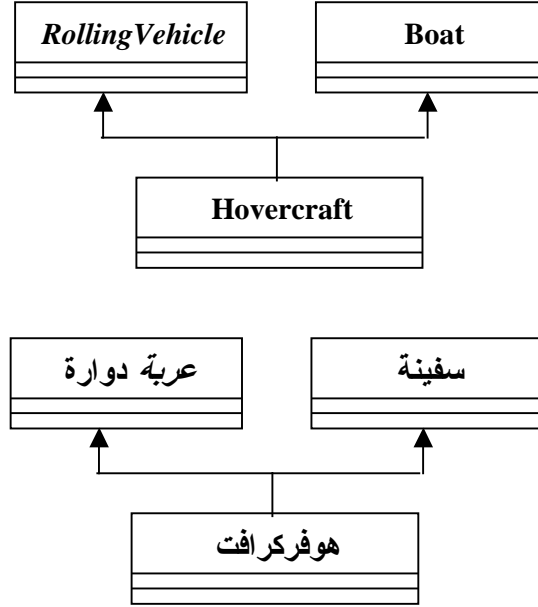 RollingVehicle
Boat
Hovercraft
عربة دوارة
سفينة
هوفركرافت